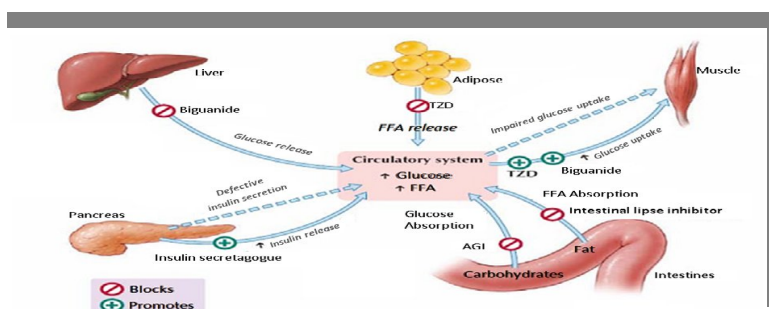 Liver
Biguanide
Glucose release
Adipose
TZD
FFA release
Muscle
Impaired glucose uptake
↑ Glucose uptake
TZD
Biguanide
Circulatory system
↑ Glucose
↑ FFA
Defective
insulin secretion
Pancreas
↑ Insulin release
Insulin secretagogue
Glucose
Absorption
AGI
Carbohydrates
FFA Absorption
Intestinal lipse inhibitor
Fat
Intestines
Blocks
Promotes